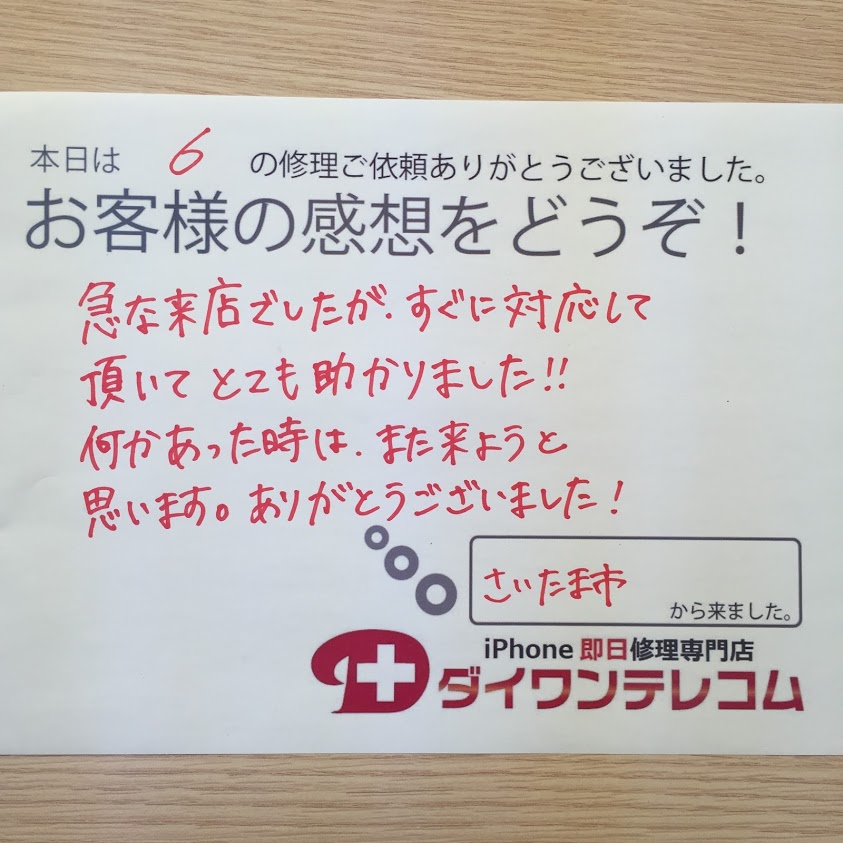 本日は 6 の修理ご依頼ありがとうございました。
お客様の感想をどうぞ！
急な来店でしたが、すぐに対応して
頂いてとても助かりました!!
何かあった時は、また来ようと
思います。ありがとうございました！
さいたま市
から来ました。
iPhone 即日修理専門店
ダイワンテレコム